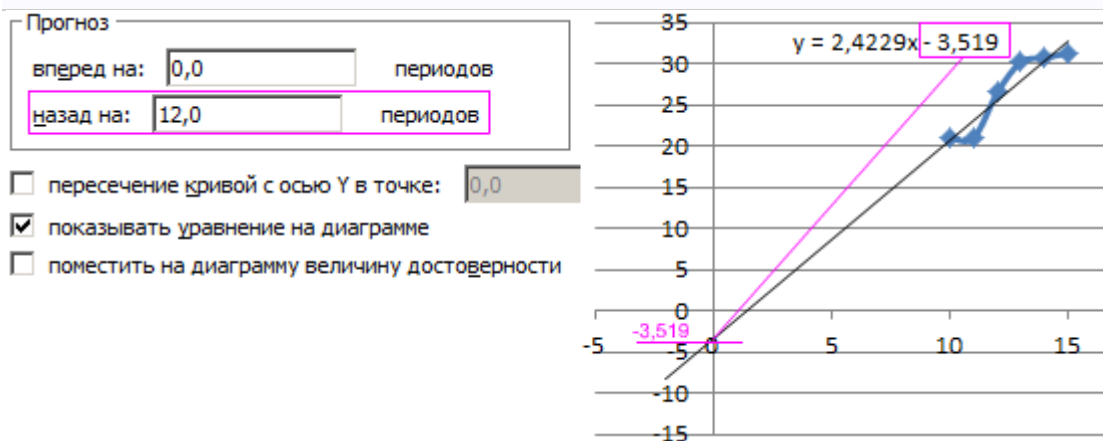 Прогноз
вперед на: 0,0 периодов
назад на: 12,0 периодов
пересечение кривой с осью Y в точке: 0,0
показывать уравнение на диаграмме
поместить на диаграмму величину достоверности
y = 2,4229x - 3,519
35
30
25
20
15
10
5
0
-3,519
-5
-5 0 5 10 15
-10
-15